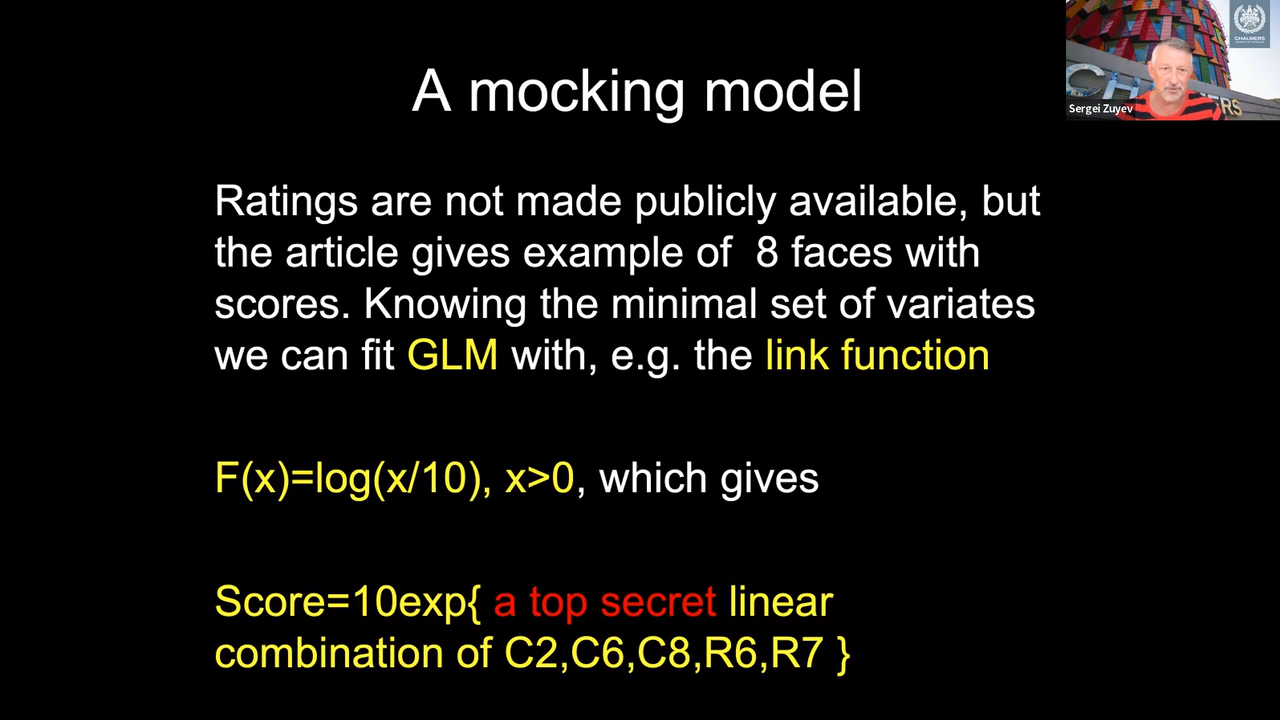 A mocking model
CHALMERS
Sergei Zuyev
Ratings are not made publicly available, but
the article gives example of  8 faces with
scores. Knowing the minimal set of variates
we can fit GLM with, e.g. the link function
F(x)=log(x/10), x>0, which gives
Score=10exp{ a top secret linear
combination of C2,C6,C8,R6,R7 }